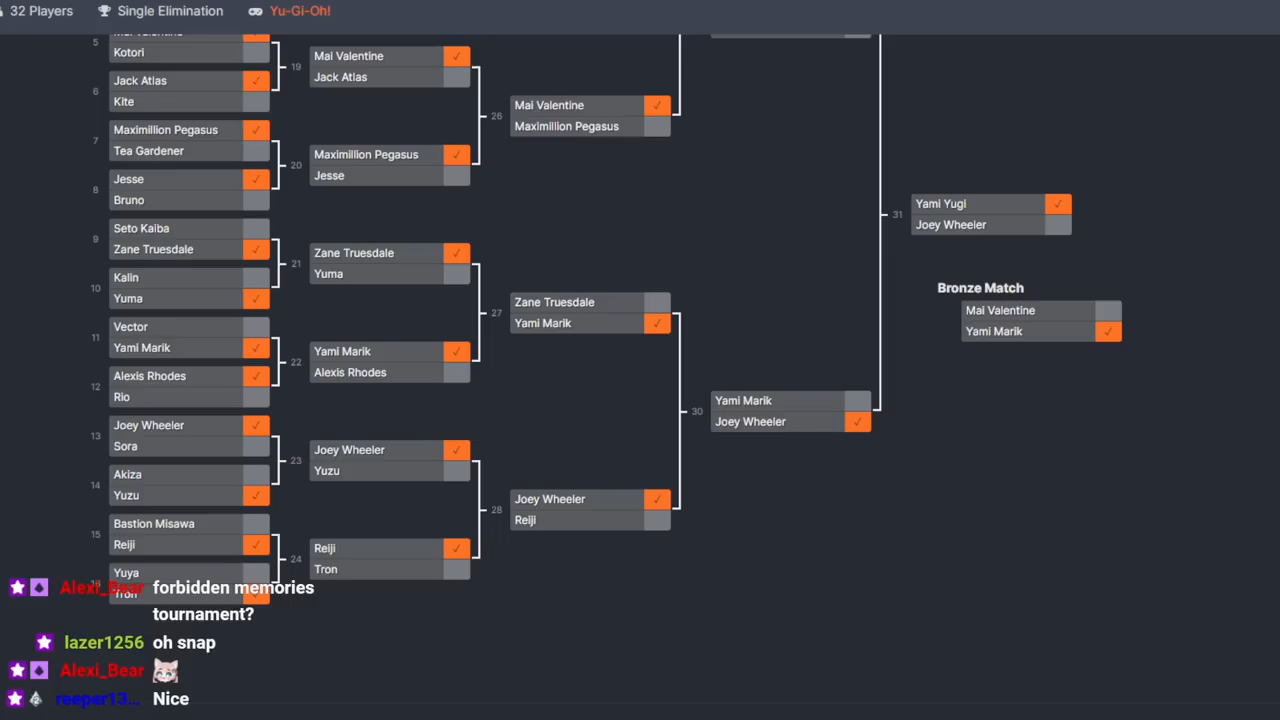 32 Players Single Elimination Yu-Gi-Oh!
5
Kotori
Jack Atlas
6
Kite
Maximillion Pegasus
7
Tea Gardener
Jesse
8
Bruno
Seto Kaiba
9
Zane Truesdale
Kalin
10
Yuma
Vector
11
Yami Marik
Alexis Rhodes
12
Rio
Joey Wheeler
13
Sora
Akiza
14
Yuzu
Bastion Misawa
15
Reiji
Yuya
Tron
19
Mai Valentine
Jack Atlas
20
Maximillion Pegasus
Jesse
21
Zane Truesdale
Yuma
22
Yami Marik
Alexis Rhodes
23
Joey Wheeler
Yuzu
24
Reiji
Tron
26
Mai Valentine
Maximillion Pegasus
27
Zane Truesdale
Yami Marik
28
Joey Wheeler
Reiji
30
Yami Marik
Joey Wheeler
31
Yami Yugi
Joey Wheeler
Bronze Match
Mai Valentine
Yami Marik
Alexi_Bear forbidden memories
tournament?
lazer1256 oh snap
Alexi_Bear
reeper13... Nice